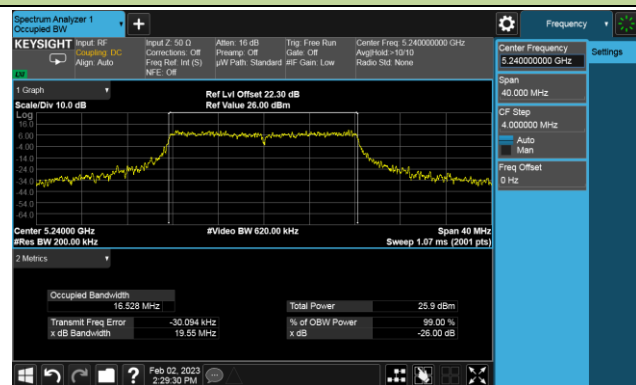 Spectrum Analyzer 1
Occupied BW
+
Frequency
KEYSIGHT
Input: RF
Coupling: DC
Align: Auto
Input Z: 50 Ω
Corrections: Off
Freq Ref: Int (S)
NFE: Off
Atten: 16 dB
Preamp: Off
µW Path: Standard
Trig: Free Run
Gate: Off
#IF Gain: Low
Center Freq: 5.240000000 GHz
Avg|Hold:>10/10
Radio Std: None
Center Frequency
5.240000000 GHz
Settings
Span
40.000 MHz
CF Step
4.000000 MHz
Auto
Man
Freq Offset
0 Hz
1 Graph
Scale/Div 10.0 dB
Ref Lvl Offset 22.30 dB
Ref Value 26.00 dBm
Log
16.0
6.00
-4.00
-14.0
-24.0
-34.0
-44.0
-54.0
-64.0
Center 5.24000 GHz
#Res BW 200.00 kHz
#Video BW 620.00 kHz
Span 40 MHz
Sweep 1.07 ms (2001 pts)
2 Metrics
Occupied Bandwidth
16.528 MHz
Total Power 25.9 dBm
Transmit Freq Error -30.094 kHz
% of OBW Power 99.00 %
x dB Bandwidth 19.55 MHz
x dB -26.00 dB
?
Feb 02, 2023
2:29:30 PM